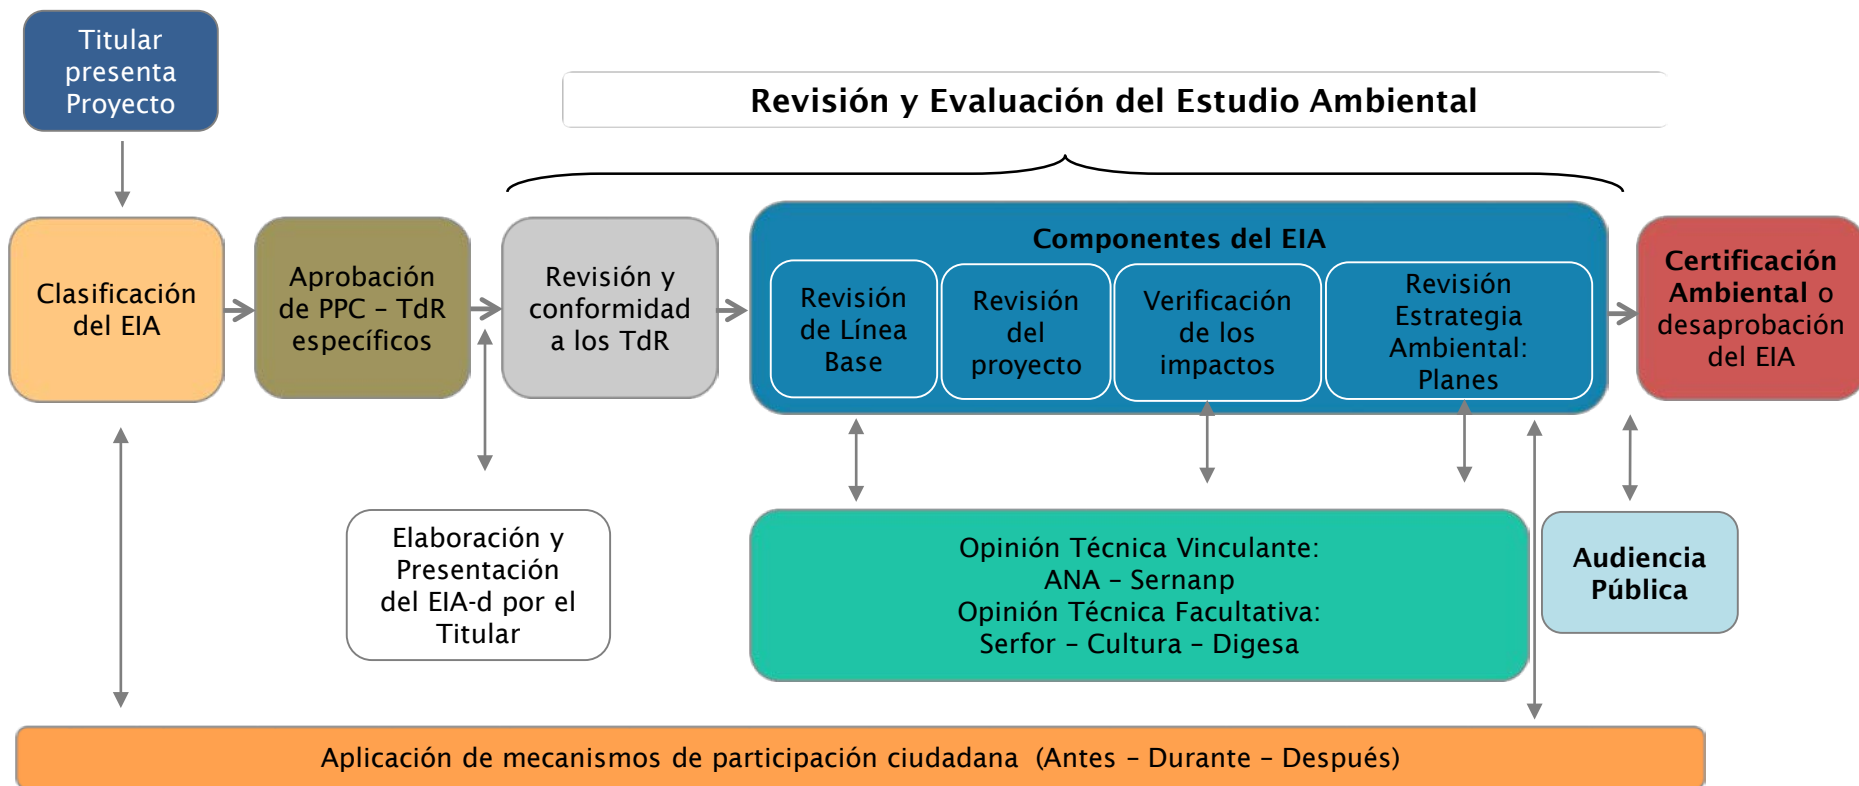 Titular
presenta
Proyecto
Revisión y Evaluación del Estudio Ambiental
Clasificación
del EIA
Aprobación
de PPC – TdR
específicos
Revisión y
conformidad
a los TdR
Componentes del EIA
Revisión
de Línea
Base
Revisión
del
proyecto
Verificación
de los
impactos
Revisión
Estrategia
Ambiental:
Planes
Certificación
Ambiental o
desaprobación
del EIA
Elaboración y
Presentación
del EIA-d por el
Titular
Opinión Técnica Vinculante:
ANA – Sernanp
Opinión Técnica Facultativa:
Serfor – Cultura – Digesa
Audiencia
Pública
Aplicación de mecanismos de participación ciudadana (Antes – Durante – Después)